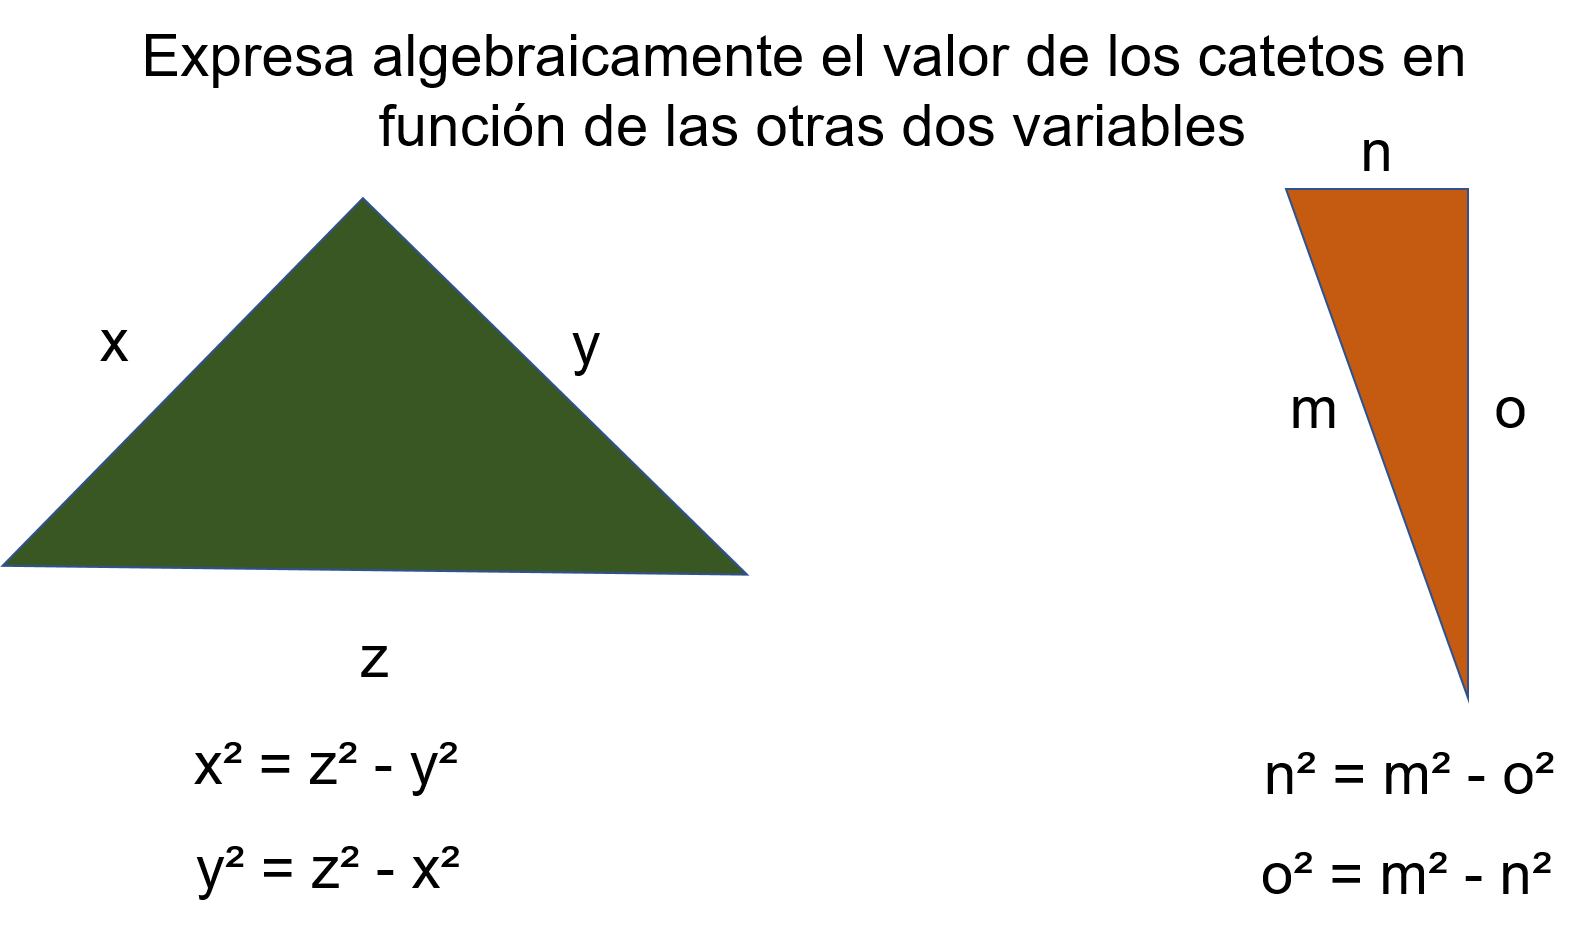 Expresa algebraicamente el valor de los catetos en
función de las otras dos variables
n
x
y
m
o
z
x² = z² - y²
y² = z² - x²
n² = m² - o²
o² = m² - n²